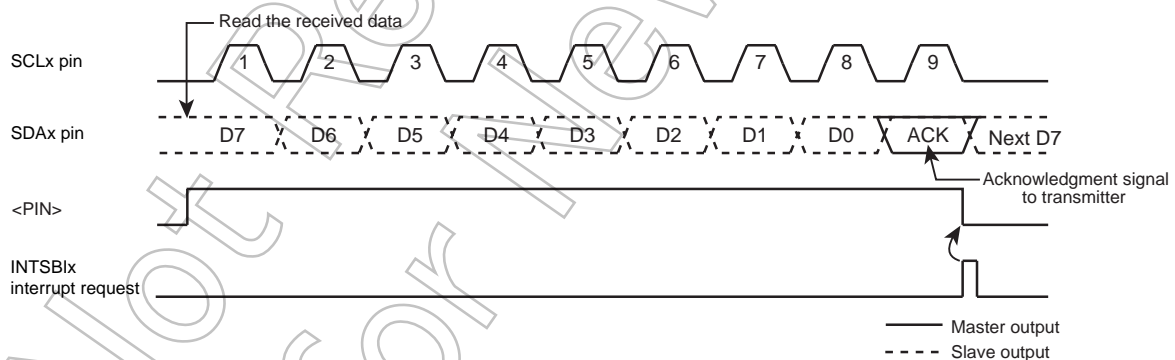 Read the received data
SCLx pin
1 2 3 4 5 6 7 8 9
SDAx pin
D7 D6 D5 D4 D3 D2 D1 D0 ACK Next D7
Acknowledgment signal
to transmitter
<PIN>
INTSBIx
interrupt request
Master output
Slave output